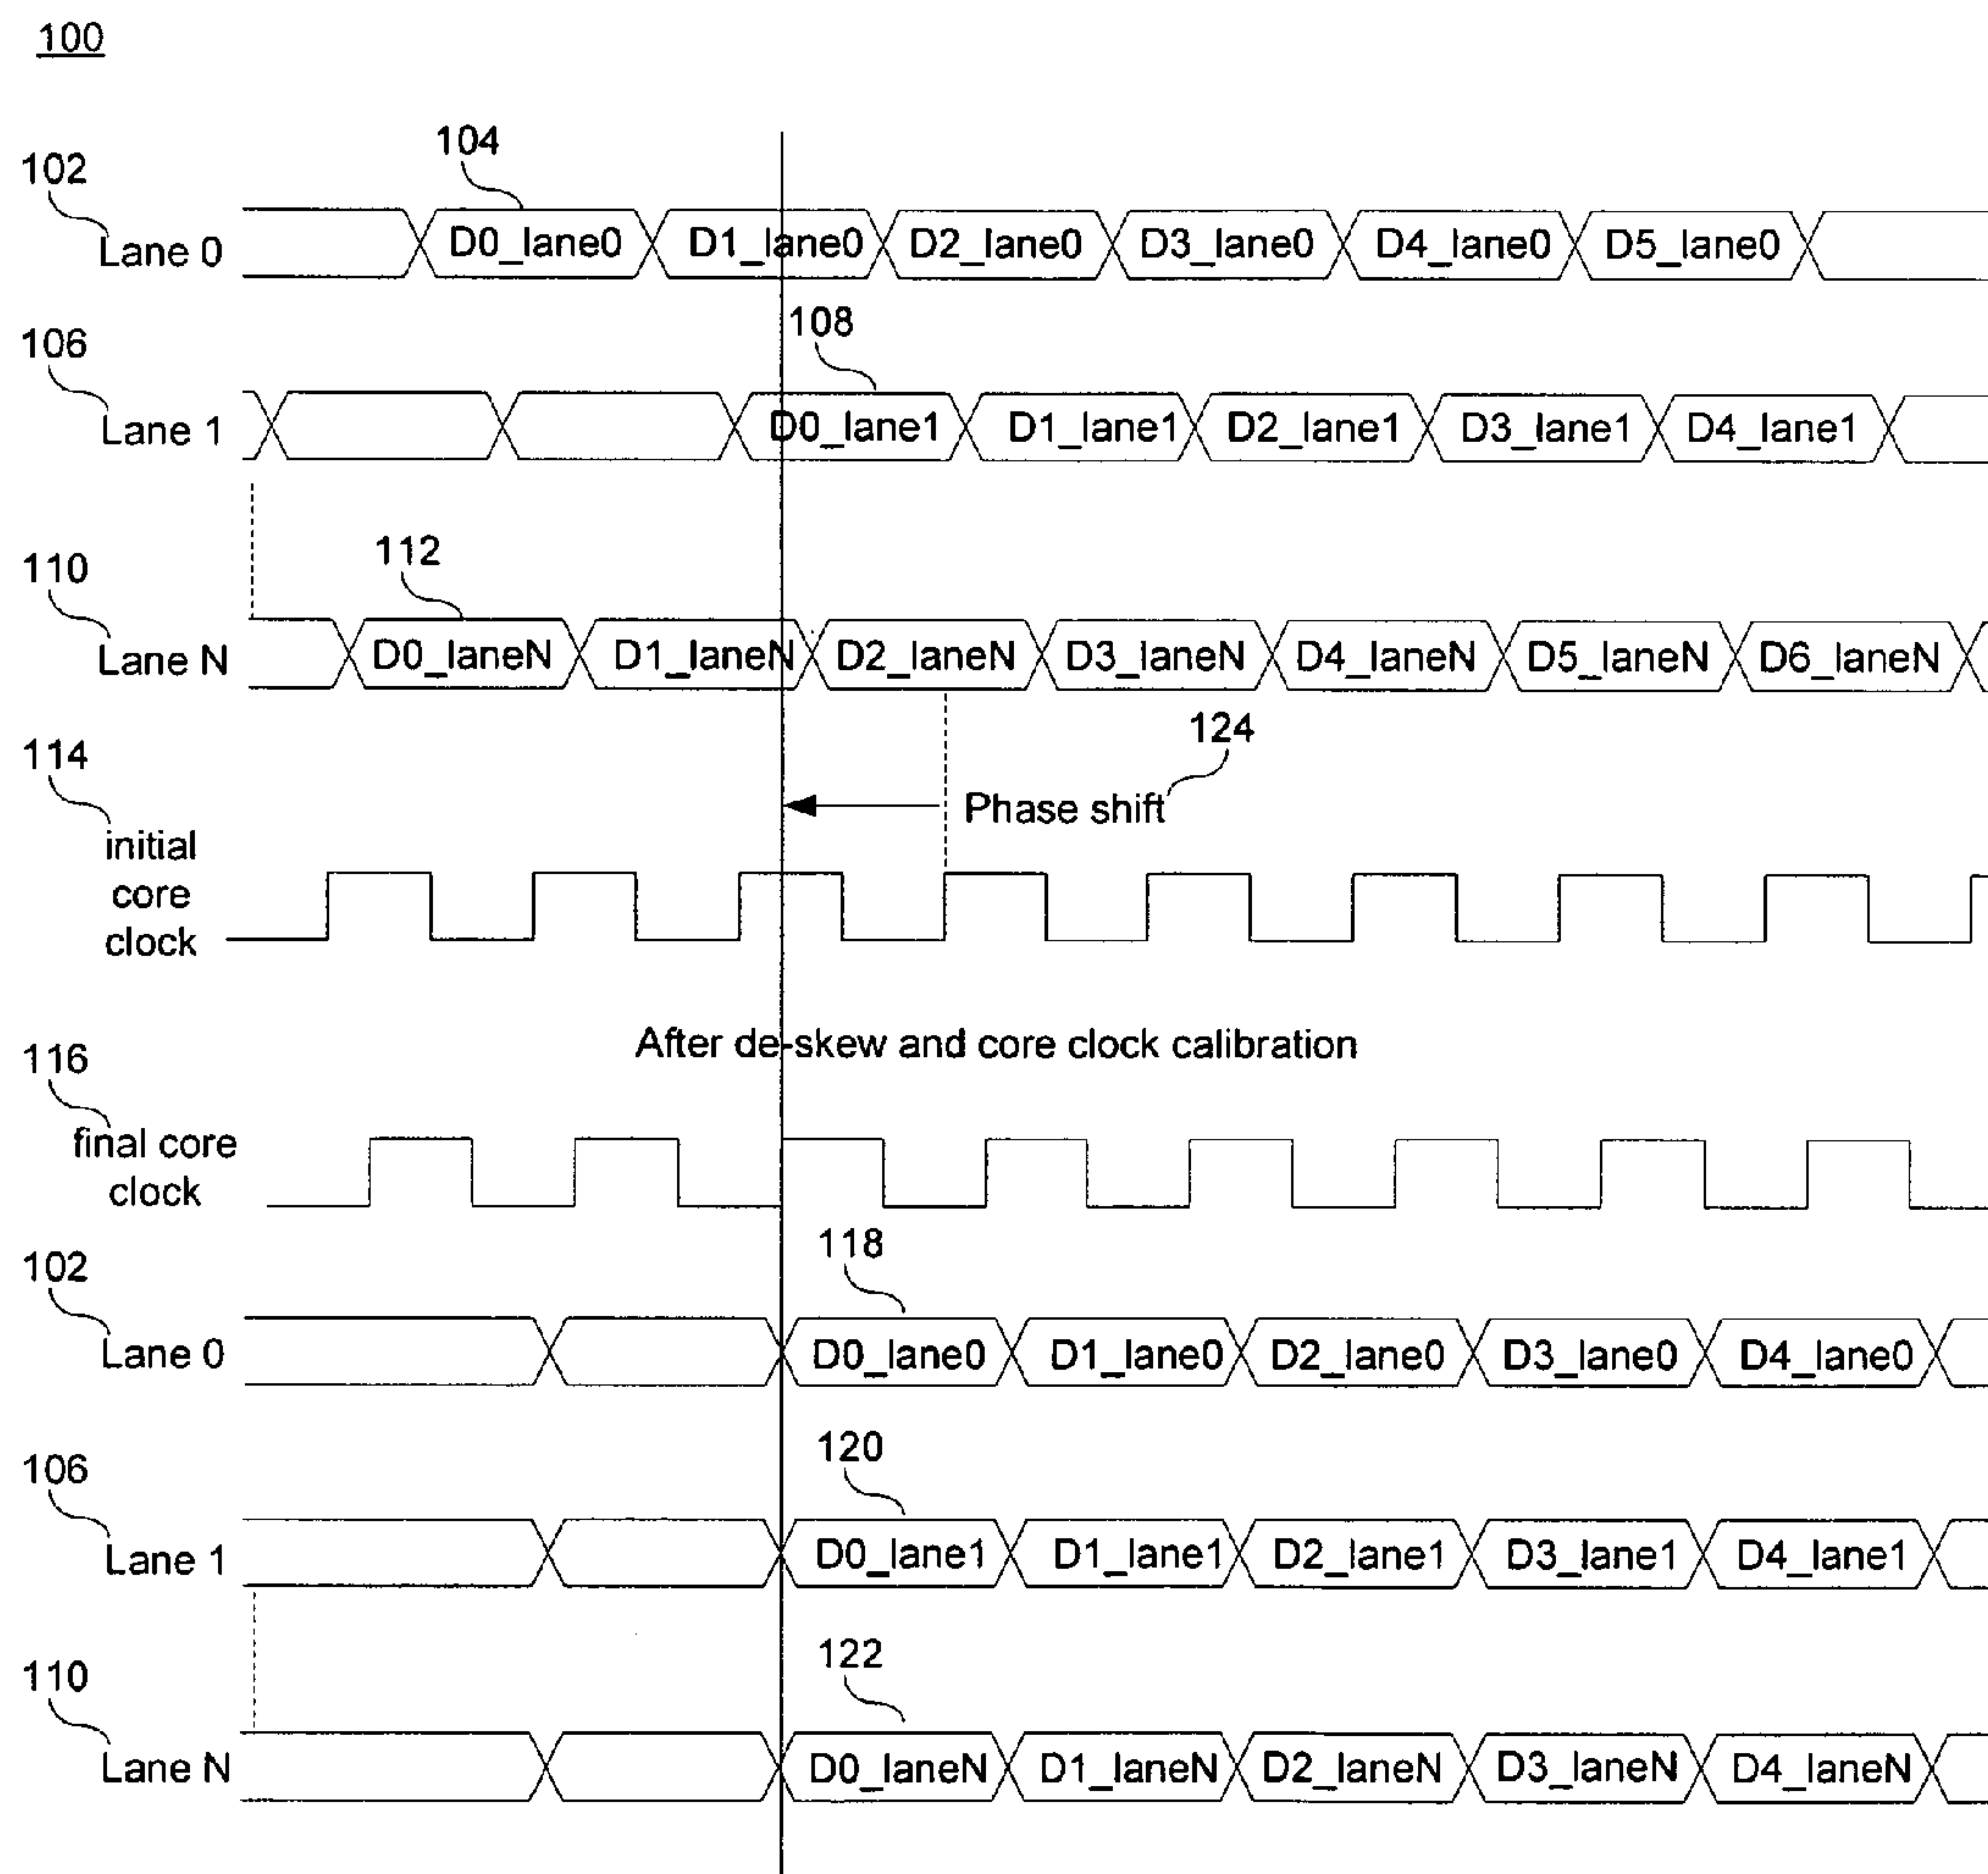 100
104
102
Lane 0
D0_lane0 D1_lane0 D2_lane0 D3_lane0 D4_lane0 D5_lane0
108
106
Lane 1
D0_lane1 D1_lane1 D2_lane1 D3_lane1 D4_lane1
112
110
Lane N
D0_laneN D1_laneN D2_laneN D3_laneN D4_laneN D5_laneN D6_laneN
124
114
Phase shift
initial
core
clock
After de-skew and core clock calibration
116
final core
clock
118
102
Lane 0
D0_lane0 D1_lane0 D2_lane0 D3_lane0 D4_lane0
120
106
Lane 1
D0_lane1 D1_lane1 D2_lane1 D3_lane1 D4_lane1
122
110
Lane N
D0_laneN D1_laneN D2_laneN D3_laneN D4_laneN